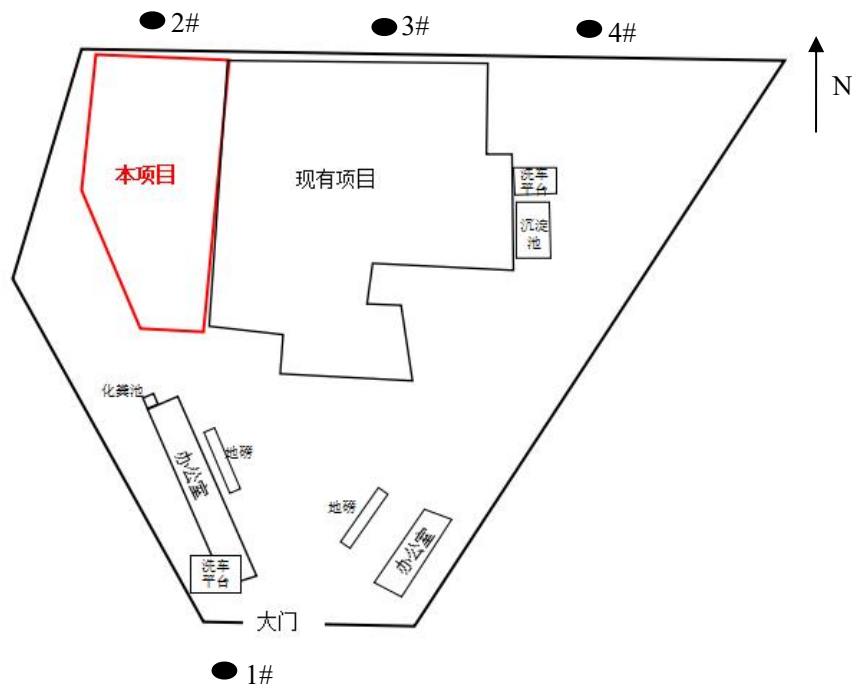 2#
3#
4#
N
本项目
现有项目
洗车
平台
沉淀
池
化粪池
办公室
地磅
地磅
办公室
洗车
平台
大门
1#